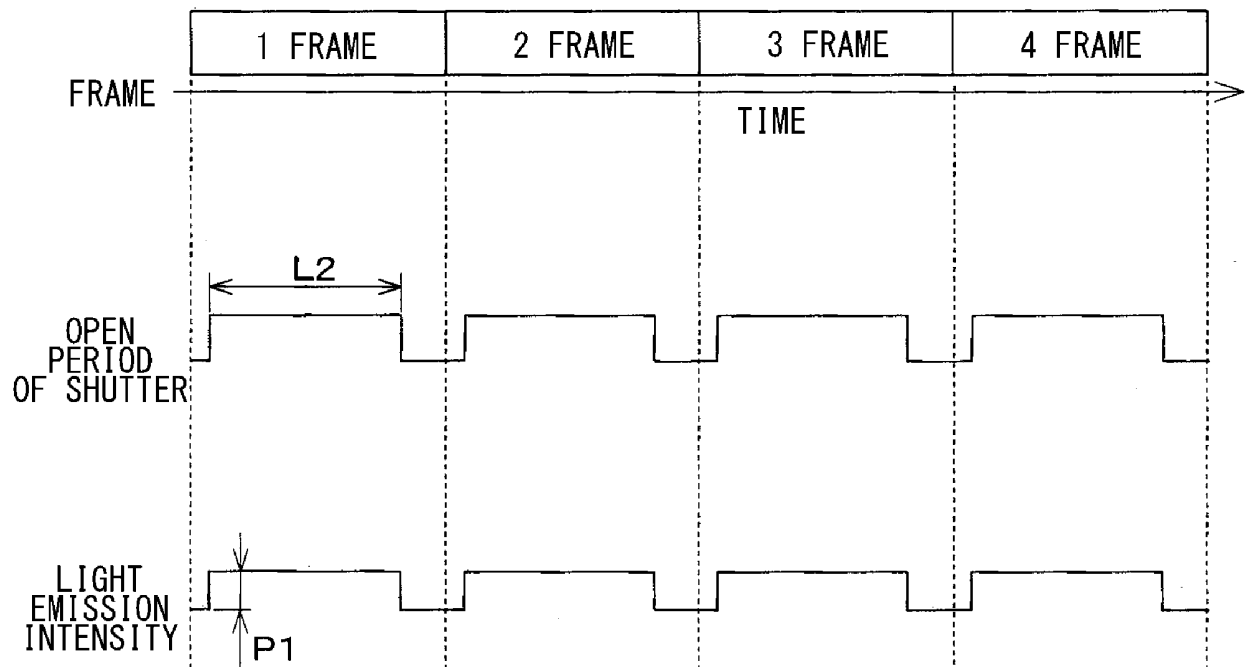 1 FRAME 2 FRAME 3 FRAME 4 FRAME
FRAME
TIME
L2
OPEN
PERIOD
OF SHUTTER
LIGHT
EMISSION
INTENSITY
P1